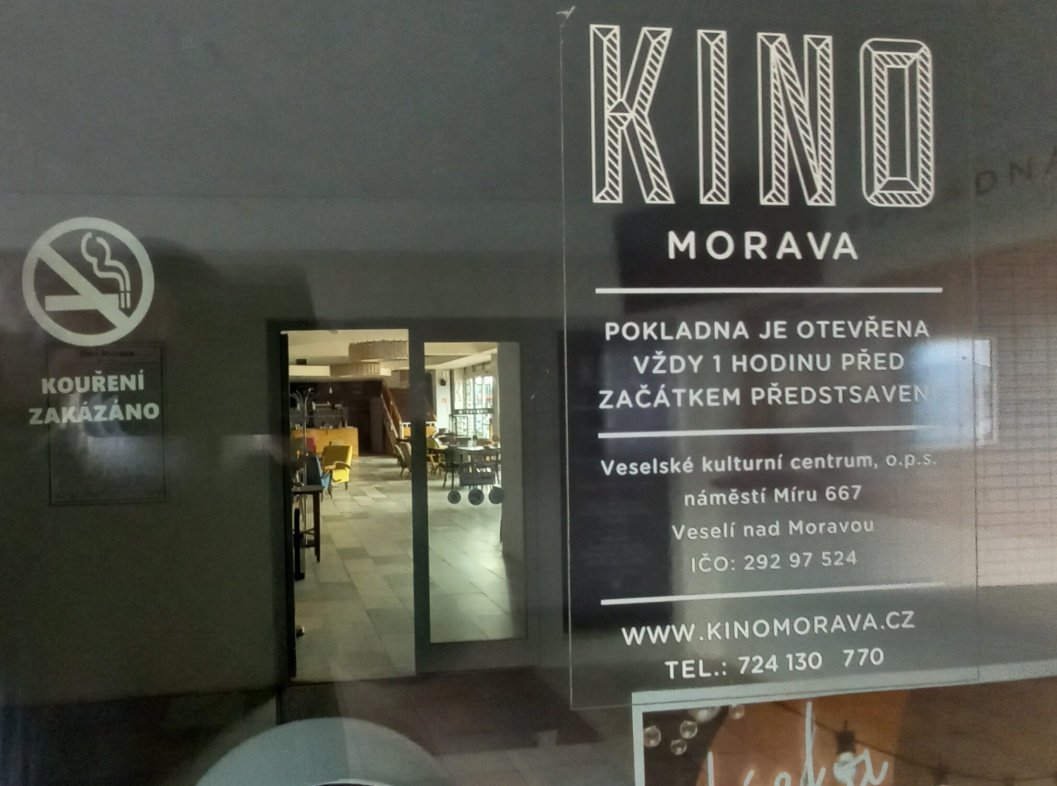 KINO
MORAVA
POKLADNA JE OTEVŘENA
VŽDY 1 HODINU PŘED
ZAČÁTKEM PŘEDSTSAVEN
Veselské kulturní centrum, o.p.s.
náměstí Míru 667
Veselí nad Moravou
IČO: 292 97 524
WWW.KINOMORAVA.CZ
TEL.: 724 130 770
KOUŘENÍ
ZAKÁZÁNO